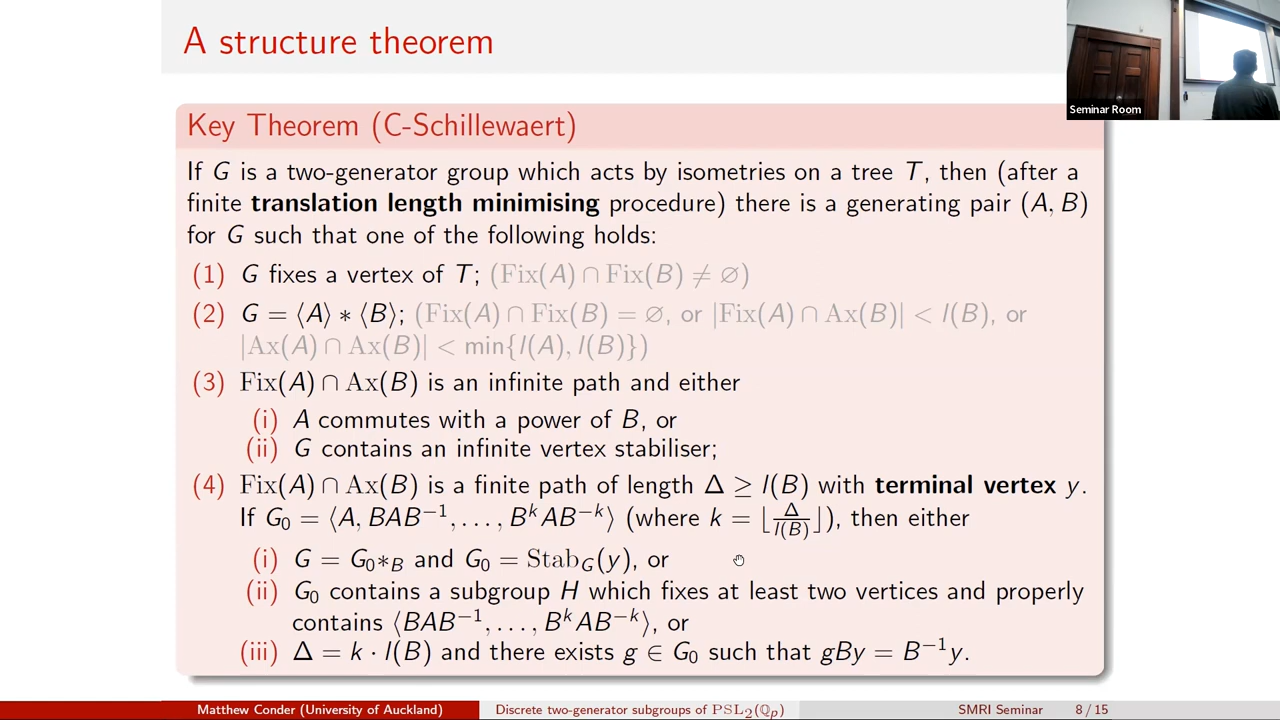 A structure theorem
Seminar Room
Key Theorem (C-Schillewaert)
If G is a two-generator group which acts by isometries on a tree T, then (after a
finite translation length minimising procedure) there is a generating pair (A, B)
for G such that one of the following holds:
(1) G fixes a vertex of T; (Fix(A) ∩ Fix(B) ≠ ∅)
(2) G = ⟨A⟩ ∗ ⟨B⟩; (Fix(A) ∩ Fix(B) = ∅, or |Fix(A) ∩ Ax(B)| < l(B), or
|Ax(A) ∩ Ax(B)| < min{l(A), l(B)})
(3) Fix(A) ∩ Ax(B) is an infinite path and either
(i) A commutes with a power of B, or
(ii) G contains an infinite vertex stabiliser;
(4) Fix(A) ∩ Ax(B) is a finite path of length Δ ≥ l(B) with terminal vertex y.
If G₀ = ⟨A, BAB⁻¹, . . . , BᵏAB⁻ᵏ⟩ (where k = ⌊Δ/l(B)⌋), then either
(i) G = G₀∗_B and G₀ = Stab_G(y), or
(ii) G₀ contains a subgroup H which fixes at least two vertices and properly
contains ⟨BAB⁻¹, . . . , BᵏAB⁻ᵏ⟩, or
(iii) Δ = k · l(B) and there exists g ∈ G₀ such that gBy = B⁻¹y.
Matthew Conder (University of Auckland) Discrete two-generator subgroups of PSL₂(ℚₚ) SMRI Seminar 8 / 15